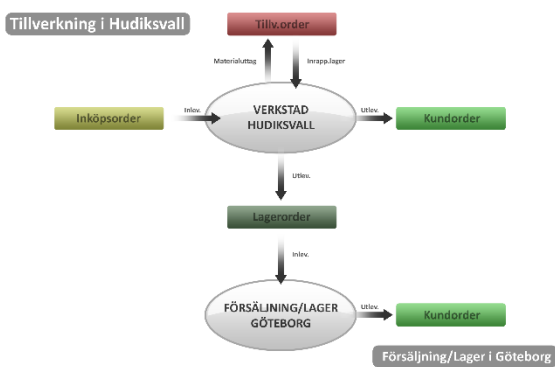 Tillverkning i Hudiksvall
Tillv.order
Materialuttag
Inrapp.lager
Inköpsorder
Inlev.
VERKSTAD
HUDIKSVALL
Utlev.
Kundorder
Utlev.
Lagerorder
Inlev.
FÖRSÄLJNING/LAGER
GÖTEBORG
Utlev.
Kundorder
Försäljning/Lager i Göteborg